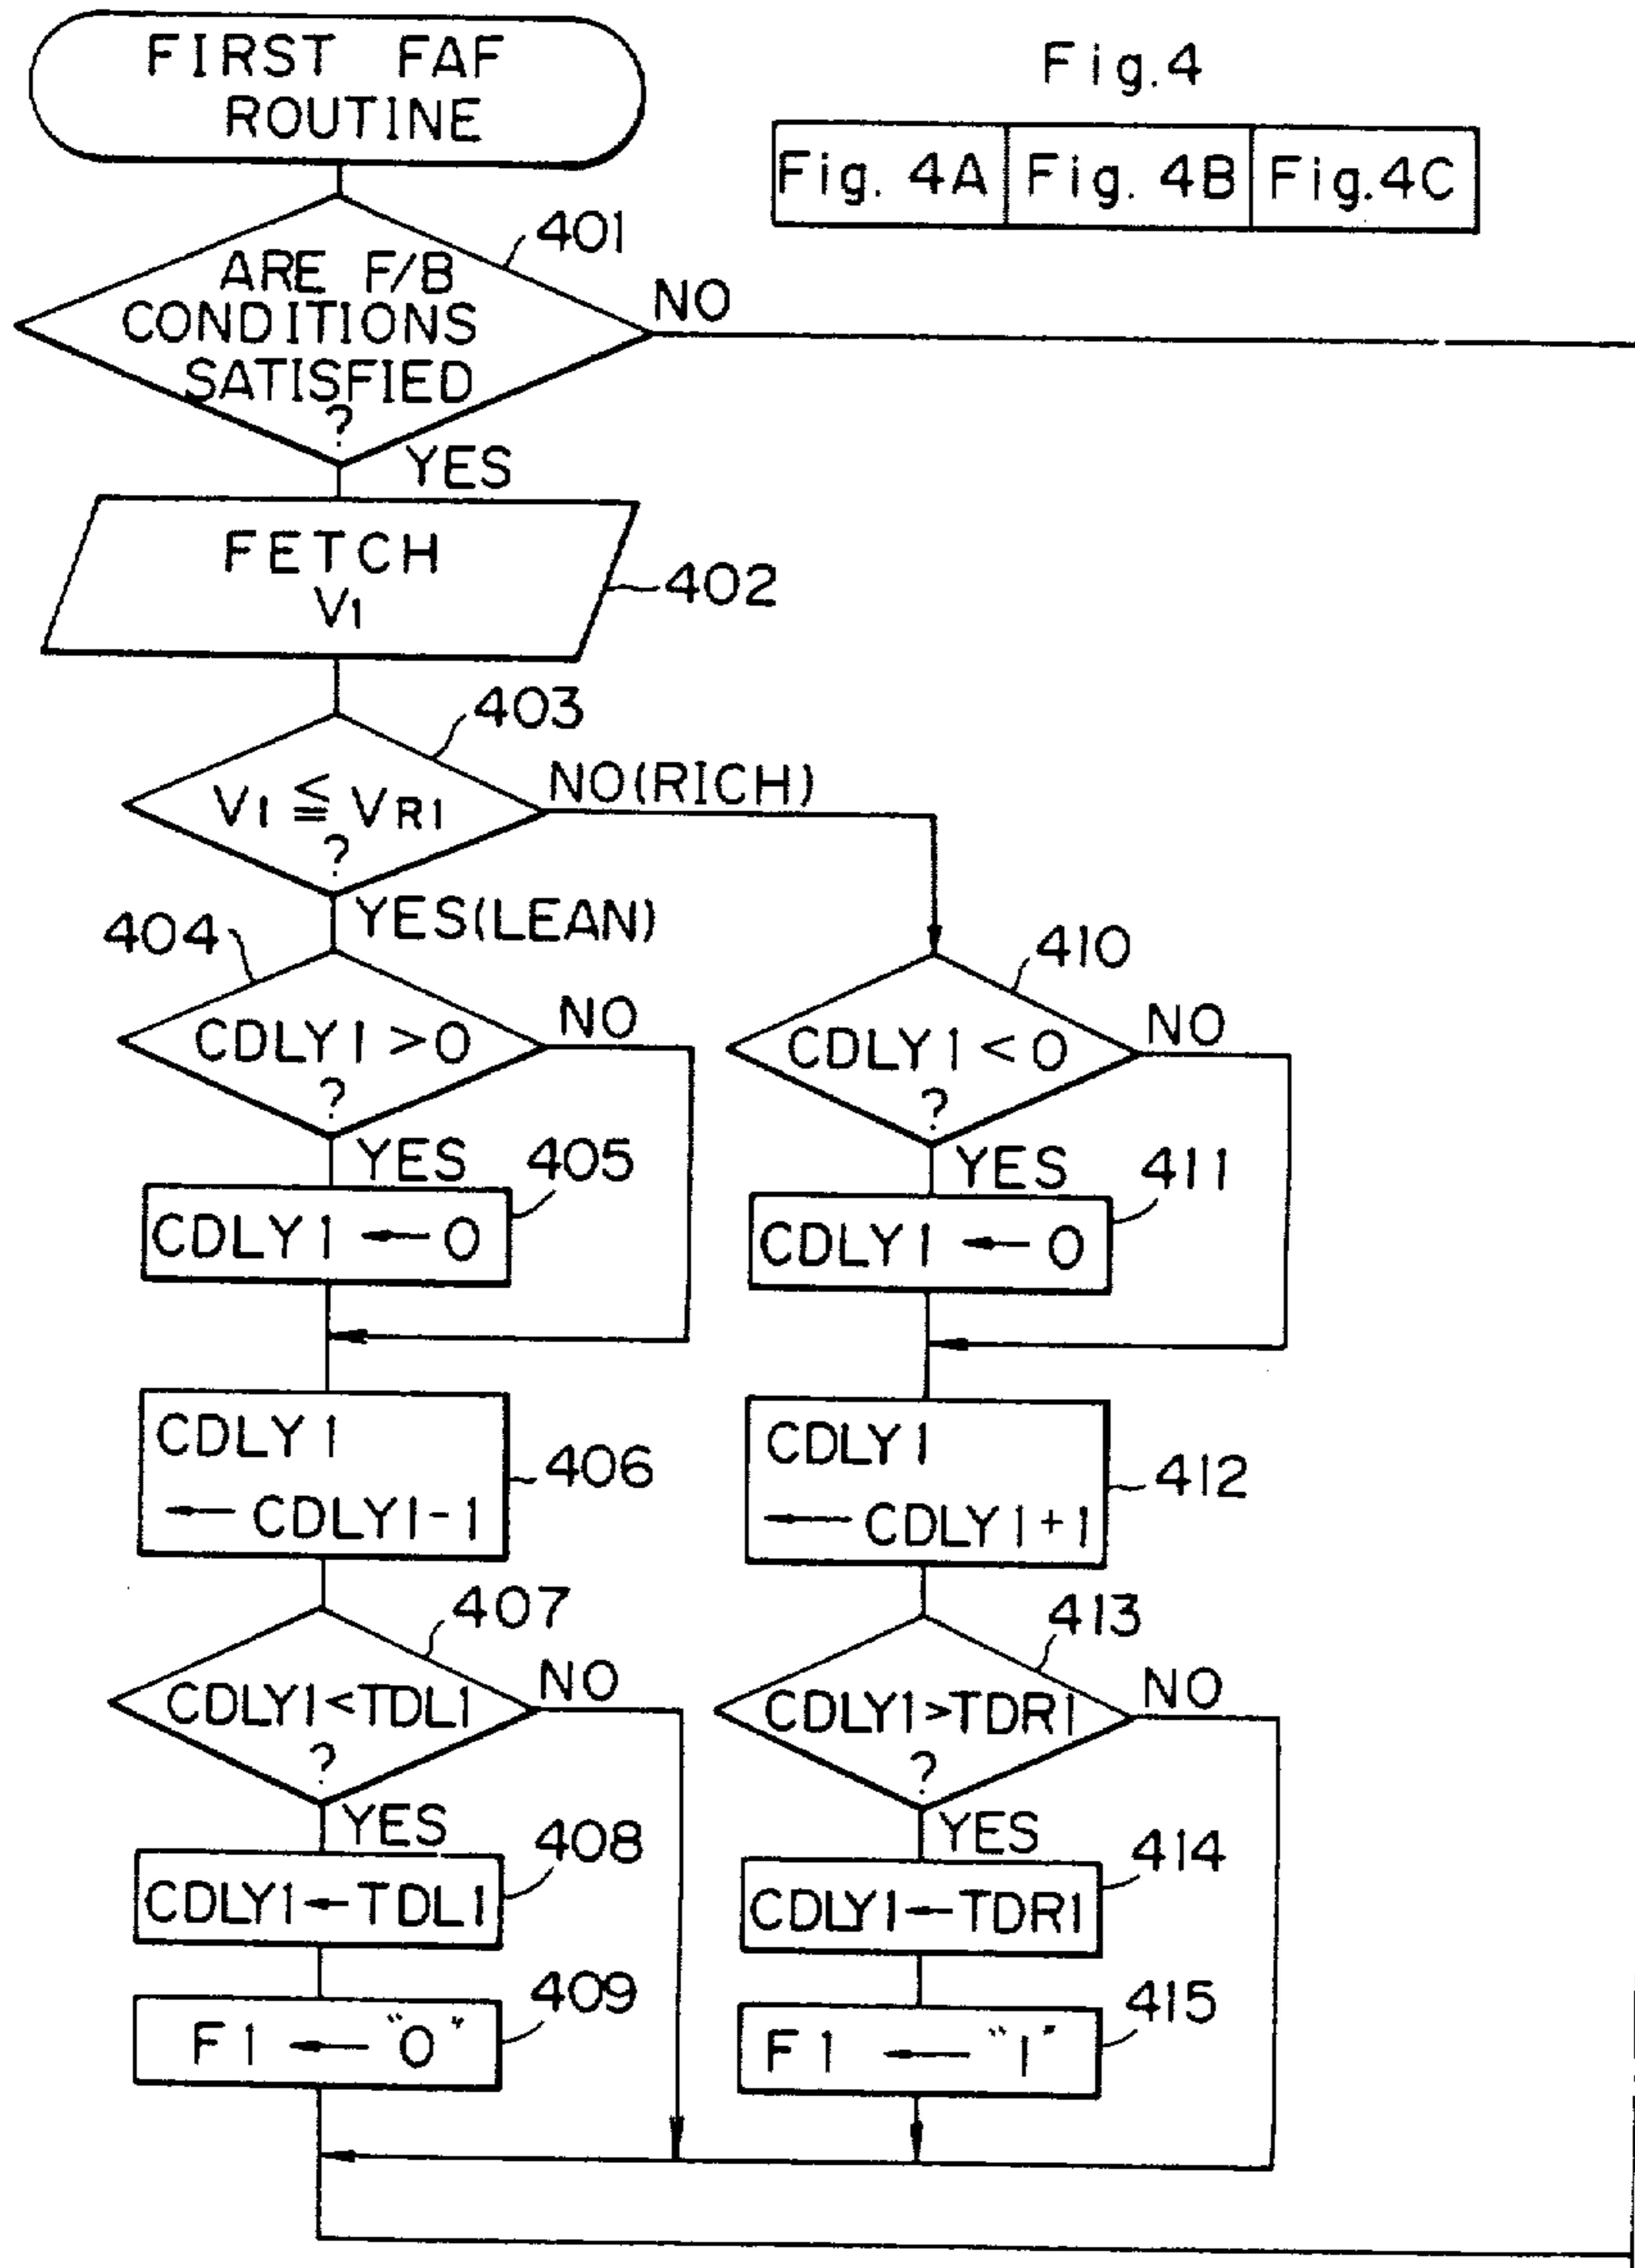 FIRST FAF
ROUTINE
Fig.4
Fig. 4A
Fig. 4B
Fig.4C
401
ARE F/B
CONDITIONS
SATISFIED
?
NO
YES
FETCH
V1
402
403
V1 ≦ VR1
?
NO(RICH)
YES(LEAN)
404
CDLY1 >0
?
NO
YES
405
CDLY1 ← 0
CDLY1
← CDLY1-1
406
407
CDLY1<TDL1
?
NO
YES
408
CDLY1←TDL1
409
F1 ← "0"
410
CDLY1 <0
?
NO
YES
411
CDLY1 ← 0
CDLY1
← CDLY1+1
412
413
CDLY1>TDR1
?
NO
YES
414
CDLY1←TDR1
415
F1 ← "1"